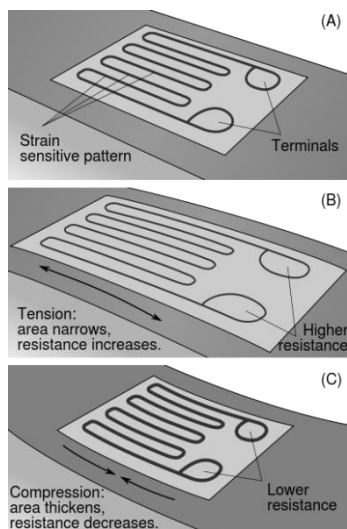 (A)
Strain
sensitive pattern
Terminals
(B)
Tension:
area narrows,
resistance increases.
Higher
resistance
(C)
Compression:
area thickens,
resistance decreases.
Lower
resistance